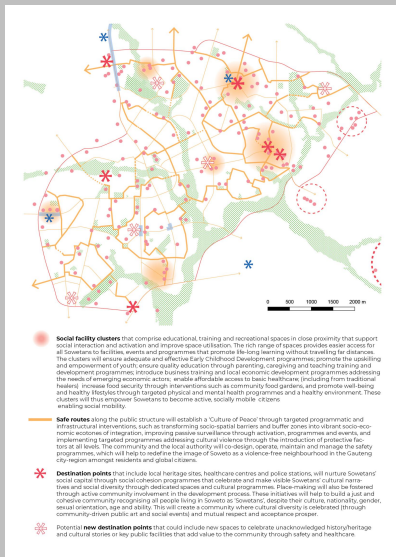 0 500 1000 1500 2000 m
Social facility clusters that comprise educational, training and recreational spaces in close proximity that support
social interaction and activation and improve space utilisation. The rich range of spaces provides easier access for
all Sowetans to facilities, events and programmes that promote life-long learning without travelling far distances.
The clusters will ensure adequate and effective Early Childhood Development programmes; promote the upskilling
and empowerment of youth; ensure quality education through parenting, caregiving and teaching training and
development programmes; introduce business training and local economic development programmes addressing
the needs of emerging economic actors; enable affordable access to basic healthcare, (including from traditional
healers) increase food security through interventions such as community food gardens, and promote well-being
and healthy lifestyles through targeted physical and mental health programmes and a healthy environment. These
clusters will thus empower Sowetans to become active, socially mobile citizens
enabling social mobility.
Safe routes along the public structure will establish a 'Culture of Peace' through targeted programmatic and
infrastructural interventions, such as transforming socio-spatial barriers and buffer zones into vibrant socio-eco-
nomic ecotones of integration, improving passive surveillance through activation, programmes and events, and
implementing targeted programmes addressing cultural violence through the introduction of protective fac-
tors at all levels. The community and the local authority will co-design, operate, maintain and manage the safety
programmes, which will help to redefine the image of Soweto as a violence-free neighbourhood in the Gauteng
city-region amongst residents and global citizens.
Destination points that include local heritage sites, healthcare centres and police stations, will nurture Sowetans'
social capital through social cohesion programmes that celebrate and make visible Sowetans' cultural narra-
tives and social diversity through dedicated spaces and cultural programmes. Place-making will also be fostered
through active community involvement in the development process. These initiatives will help to build a just and
cohesive community recognising all people living in Soweto as 'Sowetans', despite their culture, nationality, gender,
sexual orientation, age and ability. This will create a community where cultural diversity is celebrated (through
community-driven public art and social events) and mutual respect and acceptance prosper.
Potential new destination points that could include new spaces to celebrate unacknowledged history/heritage
and cultural stories or key public facilities that add value to the community through safety and healthcare.